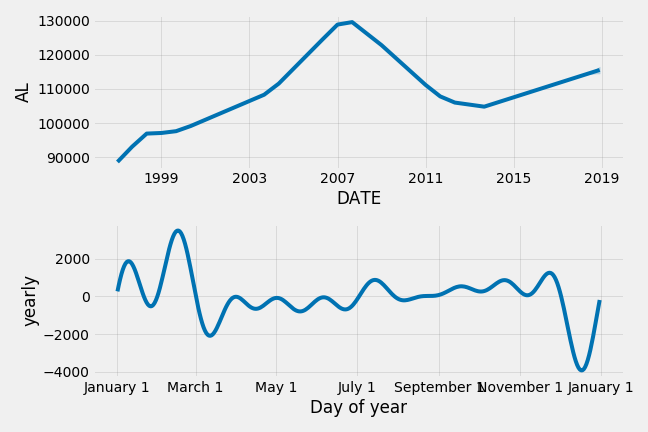 130000
120000
110000
100000
90000
AL
1999 2003 2007 2011 2015 2019
DATE
2000
0
−2000
−4000
yearly
January 1 March 1 May 1 July 1 September 1 November 1 January 1
Day of year